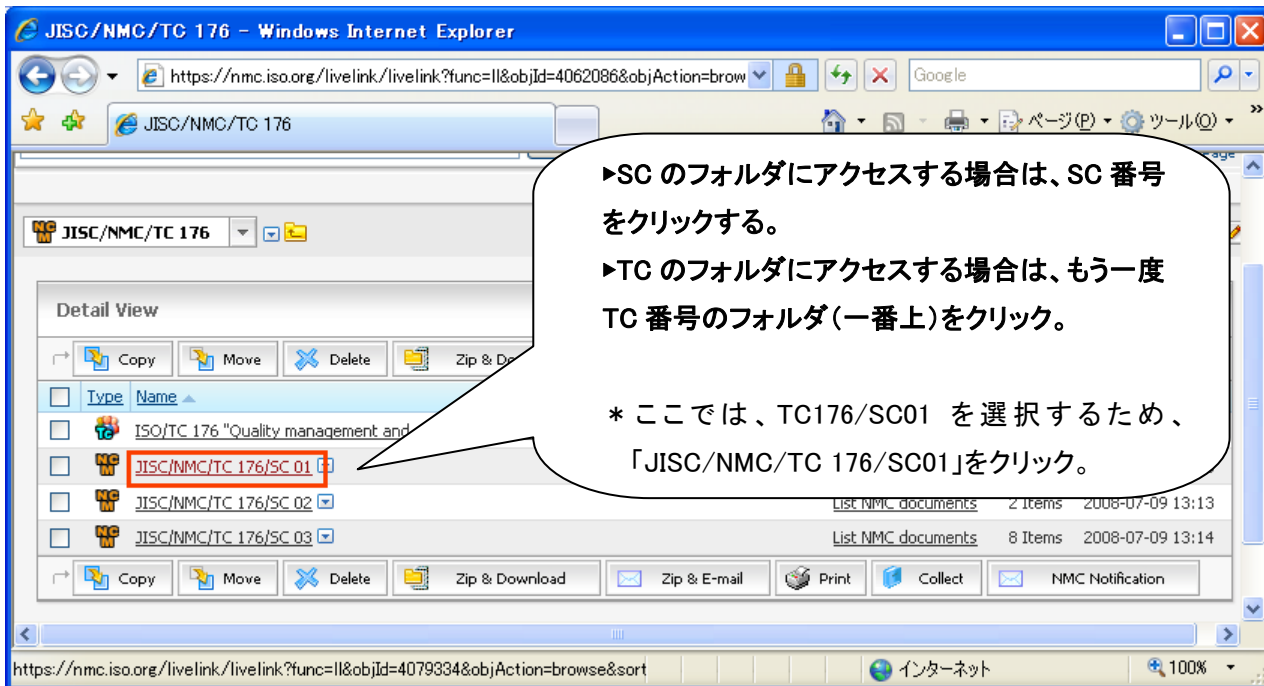 JISC/NMC/TC 176 - Windows Internet Explorer
https://nmc.iso.org/livelink/livelink?func=ll&objId=4062086&objAction=brow
Google
JISC/NMC/TC 176
ページ(P)
ツール(O)
»
▶SC のフォルダにアクセスする場合は、SC 番号
をクリックする。
▶TC のフォルダにアクセスする場合は、もう一度
TC 番号のフォルダ(一番上)をクリック。
*ここでは、TC176/SC01 を選択するため、
「JISC/NMC/TC 176/SC01」をクリック。
JISC/NMC/TC 176
Detail View
Copy Move Delete Zip &
Type Name
ISO/TC 176 "Quality management and
JISC/NMC/TC 176/SC 01
JISC/NMC/TC 176/SC 02 List NMC documents 2 Items 2008-07-09 13:13
JISC/NMC/TC 176/SC 03 List NMC documents 8 Items 2008-07-09 13:14
Copy Move Delete Zip & Download Zip & E-mail Print Collect NMC Notification
https://nmc.iso.org/livelink/livelink?func=ll&objId=4079334&objAction=browse&sort インターネット 100%